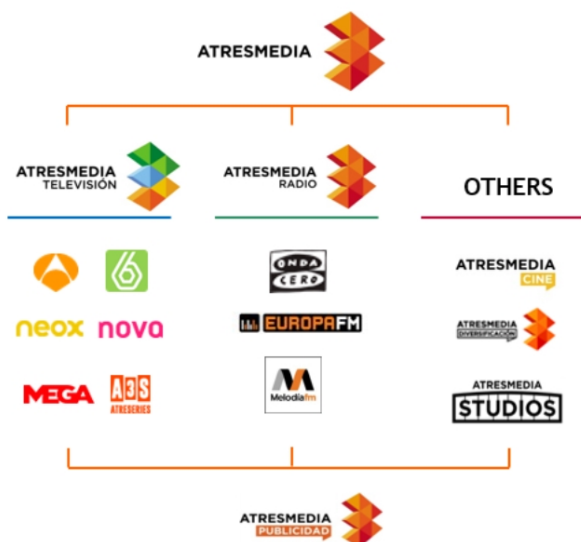 ATRESMEDIA
ATRESMEDIA
TELEVISIÓN
ATRESMEDIA
RADIO
OTHERS
6
ONDA
CERO
ATRESMEDIA
CINE
neox nova
EUROPA FM
ATRESMEDIA
DIVERSIFICACIÓN
MEGA
A3S
ATRESERIES
Melodía fm
ATRESMEDIA
STUDIOS
ATRESMEDIA
PUBLICIDAD